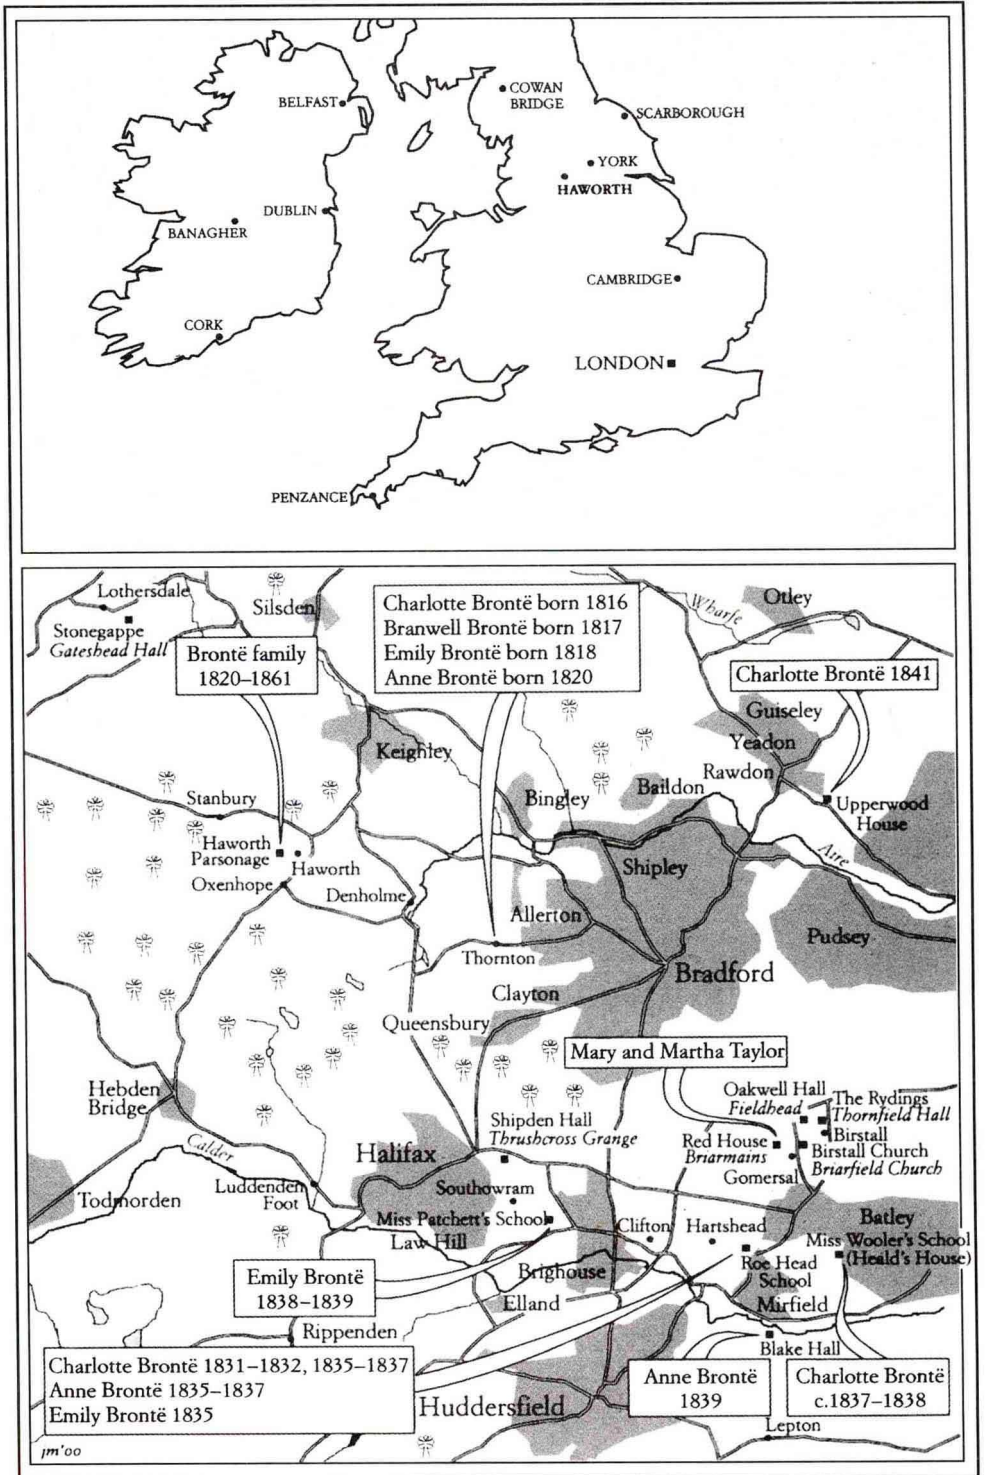 BELFAST
COWAN
BRIDGE
SCARBOROUGH
YORK
HAWORTH
DUBLIN
BANAGHER
CAMBRIDGE
CORK
LONDON
PENZANCE
Lothersdale
Silsden
Stonegappe
Gateshead Hall
Brontë family
1820–1861
Charlotte Brontë born 1816
Branwell Brontë born 1817
Emily Brontë born 1818
Anne Brontë born 1820
Wharfe
Otley
Charlotte Brontë 1841
Guiseley
Yeadon
Rawdon
Keighley
Stanbury
Bingley
Baildon
Upperwood
House
Haworth
Parsonage
Haworth
Oxenhope
Denholme
Shipley
Aire
Allerton
Thornton
Pudsey
Bradford
Clayton
Queensbury
Mary and Martha Taylor
Hebden
Bridge
Oakwell Hall
Fieldhead
The Rydings
Thornfield Hall
Shipden Hall
Thrushcross Grange
Birstall
Red House
Briarmains
Birstall Church
Briarfield Church
Gomersal
Calder
Halifax
Todmorden
Luddenden
Foot
Southowram
Miss Patchett's School
Law Hill
Clifton
Hartshead
Batley
Miss Wooler's School
(Heald's House)
Roe Head
School
Emily Brontë
1838–1839
Brighouse
Elland
Mirfield
Rippenden
Blake Hall
Charlotte Brontë 1831–1832, 1835–1837
Anne Brontë 1835–1837
Emily Brontë 1835
Huddersfield
Anne Brontë
1839
Charlotte Brontë
c.1837–1838
Lepton
jm'00